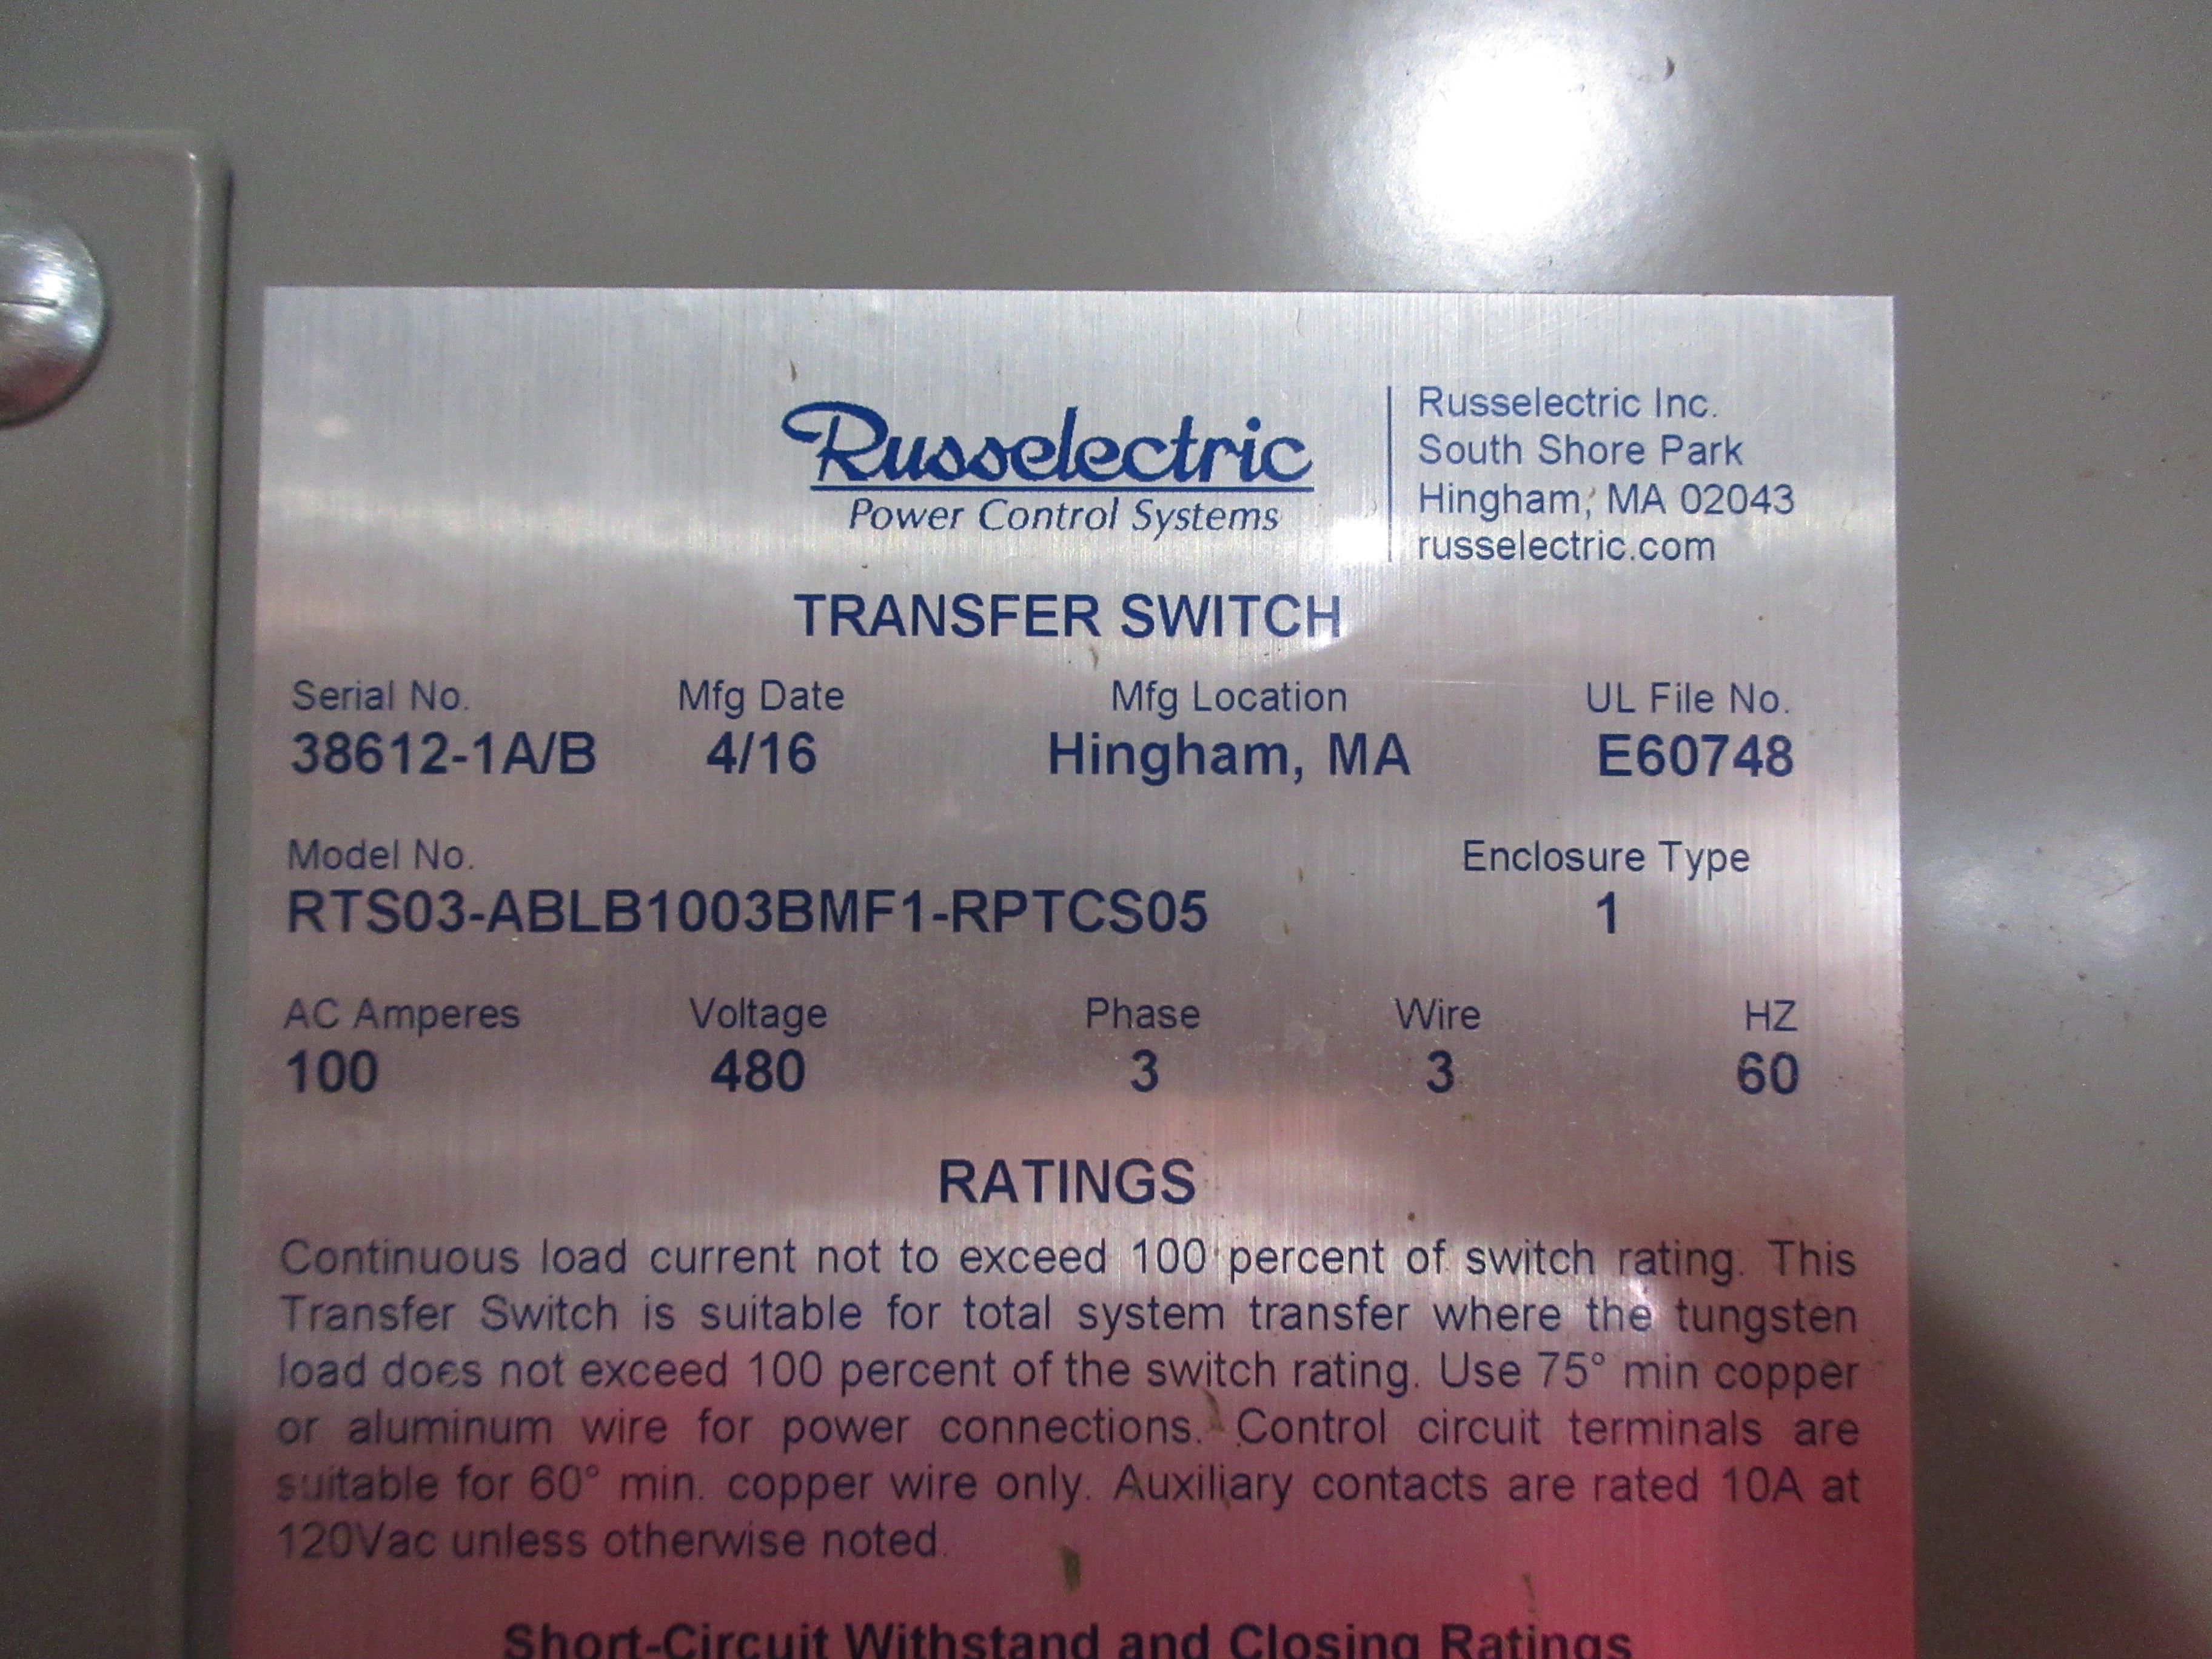 Russelectric
Power Control Systems
Russelectric Inc.
South Shore Park
Hingham, MA 02043
russelectric.com
TRANSFER SWITCH
Serial No. Mfg Date Mfg Location UL File No.
38612-1A/B 4/16 Hingham, MA E60748
Model No. Enclosure Type
RTS03-ABLB1003BMF1-RPTCS05 1
AC Amperes Voltage Phase Wire HZ
100 480 3 3 60
RATINGS
Continuous load current not to exceed 100 percent of switch rating. This
Transfer Switch is suitable for total system transfer where the tungsten
load does not exceed 100 percent of the switch rating. Use 75° min copper
or aluminum wire for power connections. Control circuit terminals are
suitable for 60° min. copper wire only. Auxiliary contacts are rated 10A at
120Vac unless otherwise noted.
Short-Circuit Withstand and Closing Ratings